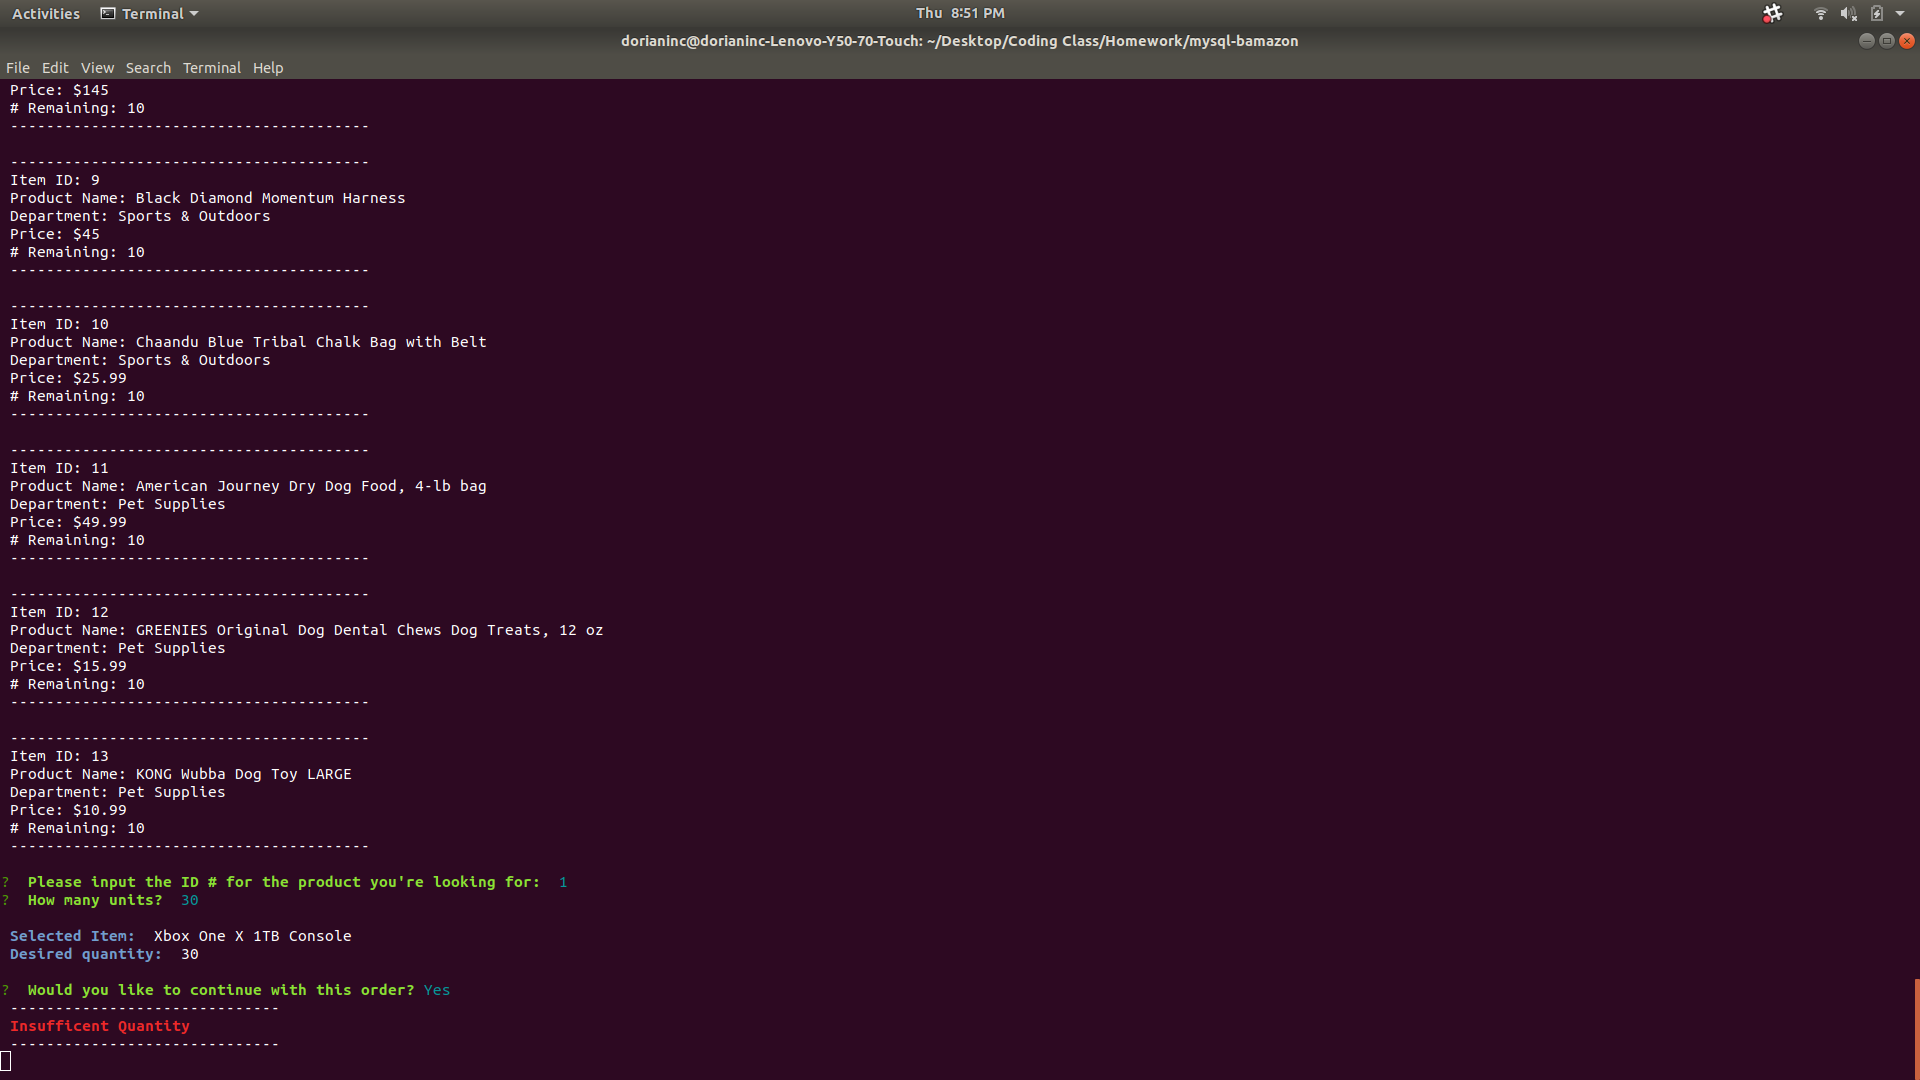 Activities Terminal Thu 8:51 PM
dorianinc@dorianinc-Lenovo-Y50-70-Touch: ~/Desktop/Coding Class/Homework/mysql-bamazon
File Edit View Search Terminal Help
Price: $145
# Remaining: 10
----------------------------------------
----------------------------------------
Item ID: 9
Product Name: Black Diamond Momentum Harness
Department: Sports & Outdoors
Price: $45
# Remaining: 10
----------------------------------------
----------------------------------------
Item ID: 10
Product Name: Chaandu Blue Tribal Chalk Bag with Belt
Department: Sports & Outdoors
Price: $25.99
# Remaining: 10
----------------------------------------
----------------------------------------
Item ID: 11
Product Name: American Journey Dry Dog Food, 4-lb bag
Department: Pet Supplies
Price: $49.99
# Remaining: 10
----------------------------------------
----------------------------------------
Item ID: 12
Product Name: GREENIES Original Dog Dental Chews Dog Treats, 12 oz
Department: Pet Supplies
Price: $15.99
# Remaining: 10
----------------------------------------
----------------------------------------
Item ID: 13
Product Name: KONG Wubba Dog Toy LARGE
Department: Pet Supplies
Price: $10.99
# Remaining: 10
----------------------------------------
? Please input the ID # for the product you're looking for: 1
? How many units? 30
Selected Item: Xbox One X 1TB Console
Desired quantity: 30
? Would you like to continue with this order? Yes
------------------------------
Insufficent Quantity
------------------------------